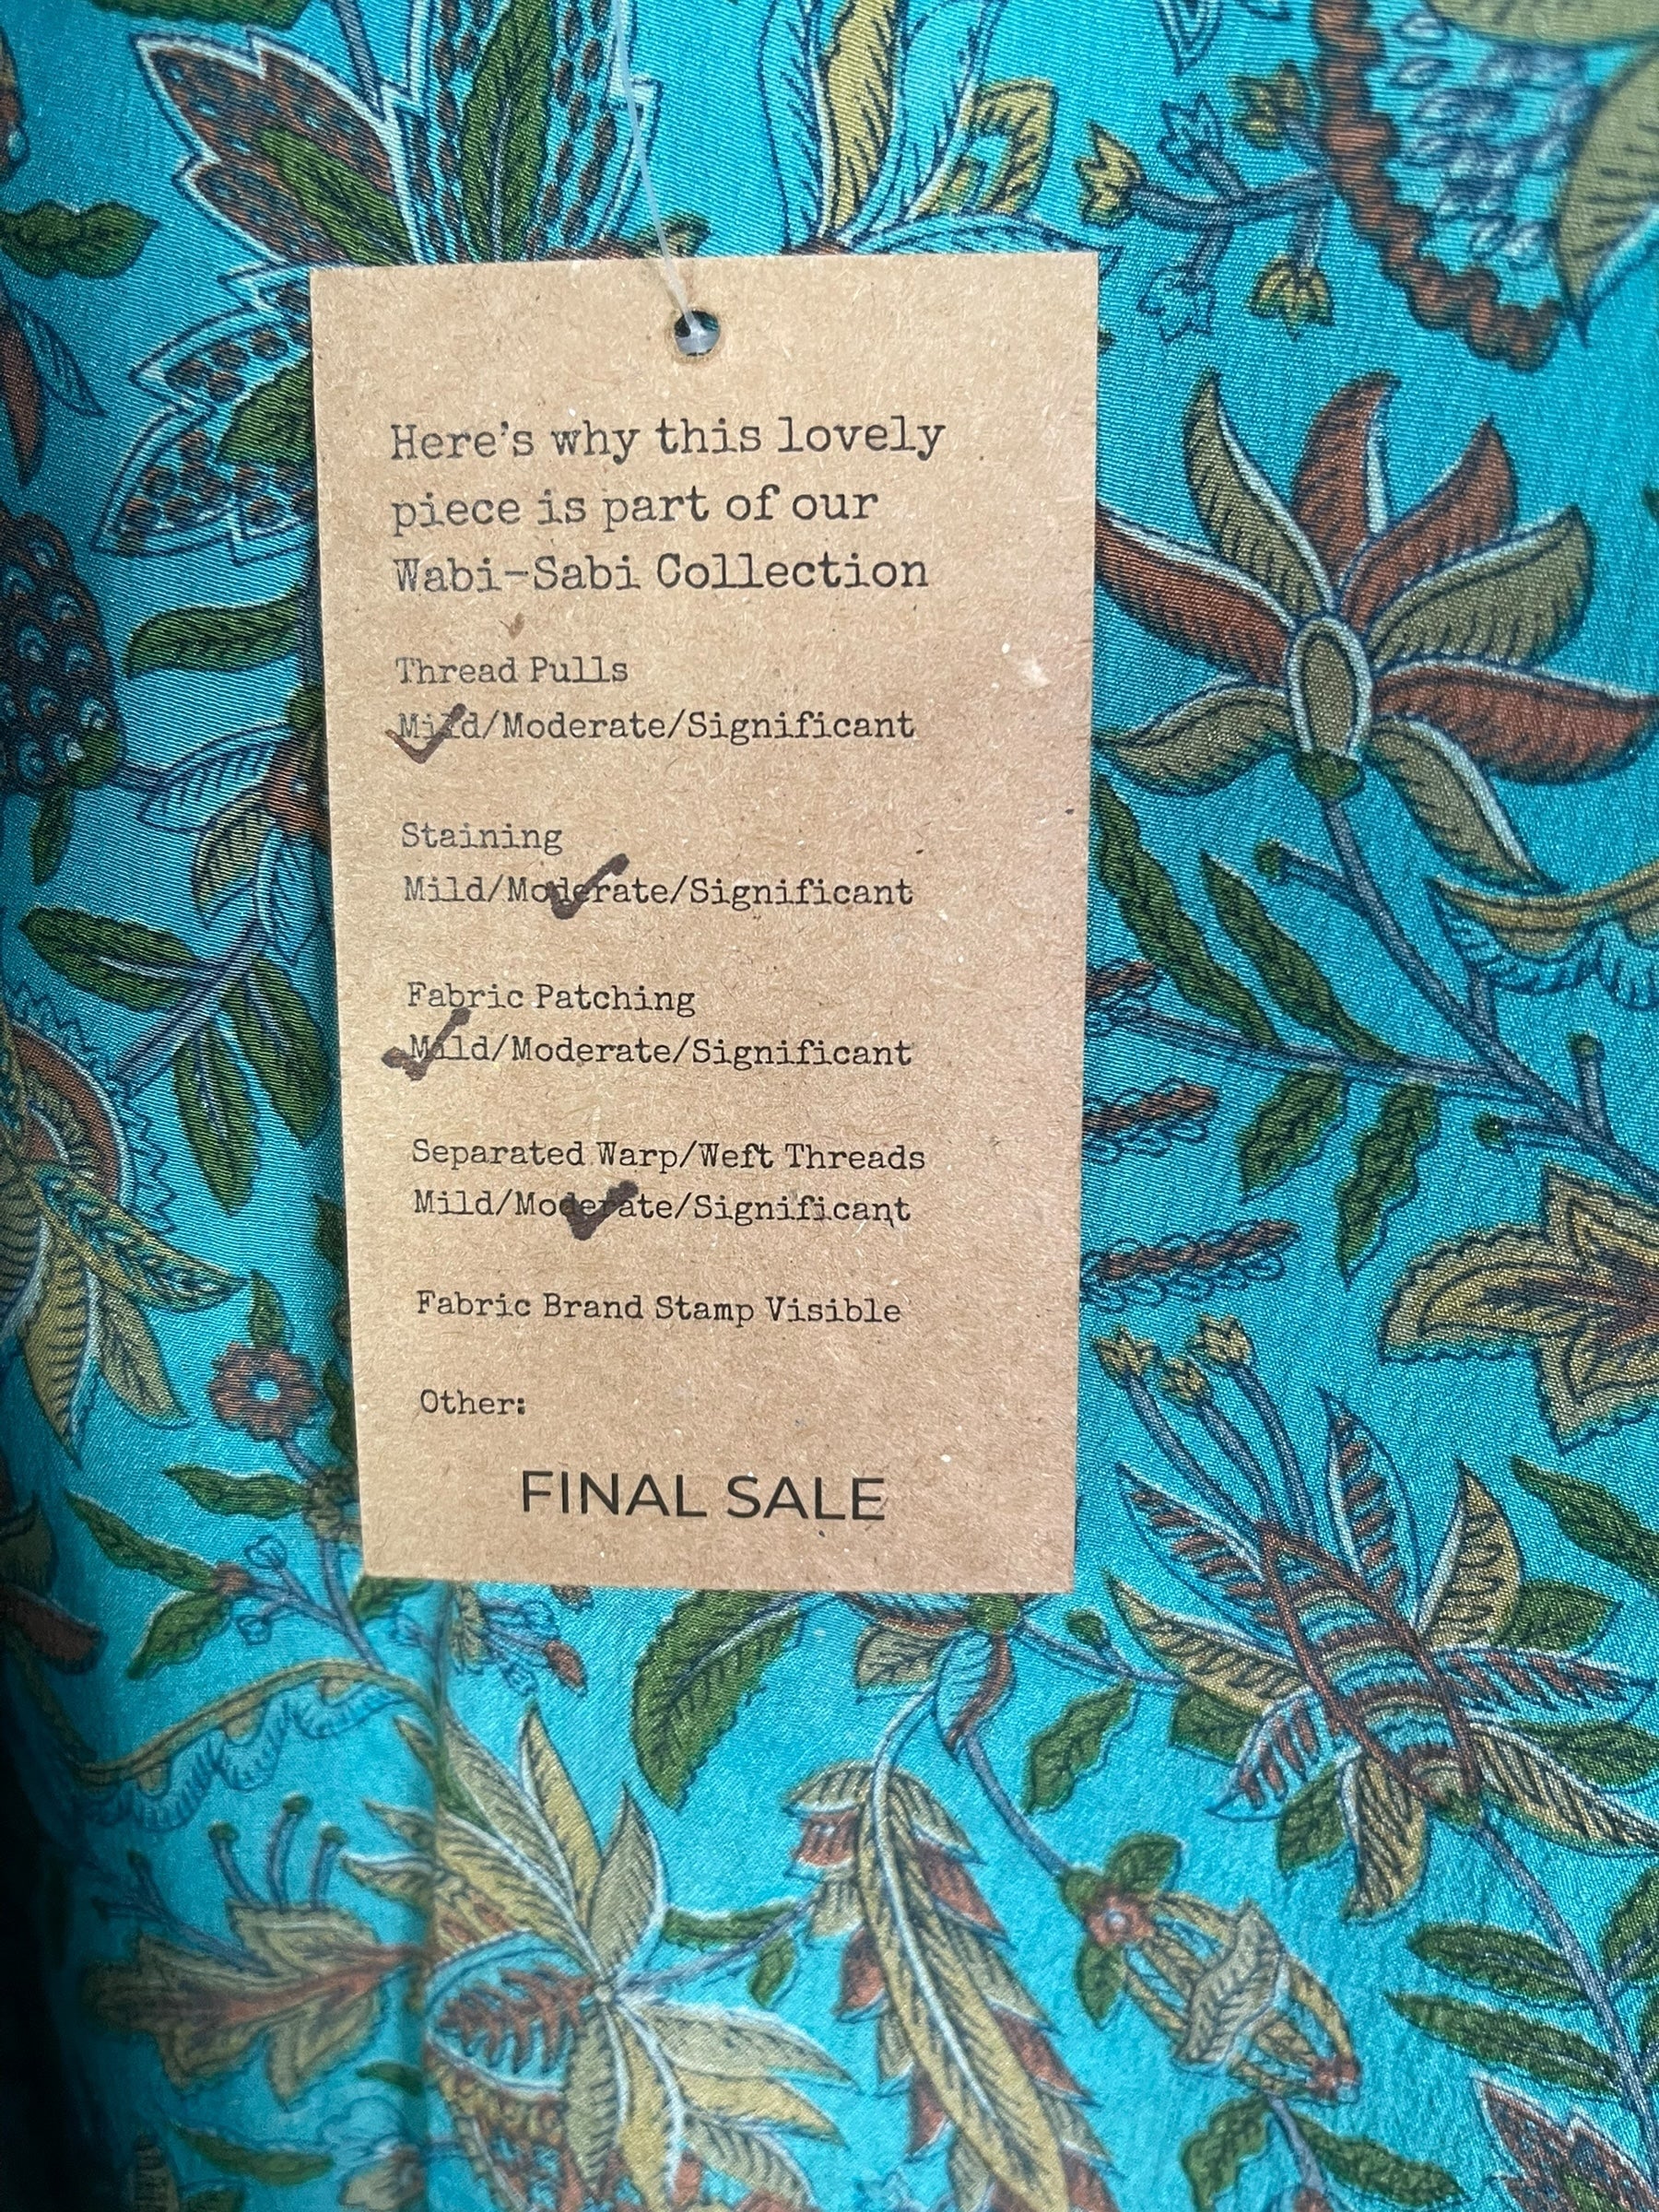 Here's why this lovely
piece is part of our
Wabi-Sabi Collection
Thread Pulls
Mild/Moderate/Significant
Staining
Mild/Moderate/Significant
Fabric Patching
Mild/Moderate/Significant
Separated Warp/Weft Threads
Mild/Moderate/Significant
Fabric Brand Stamp Visible
Other:
FINAL SALE